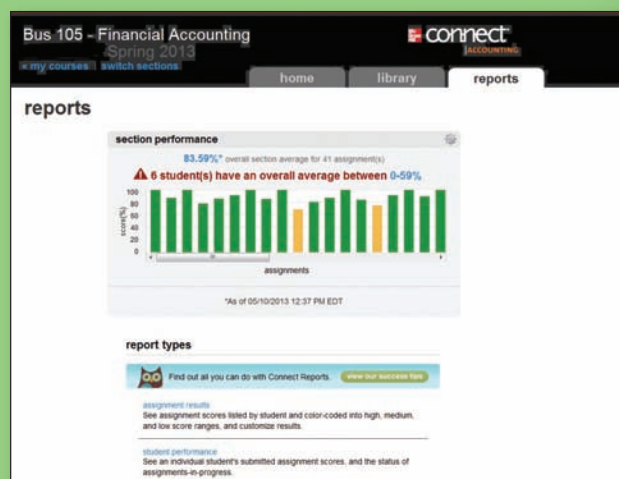 Bus 105 - Financial Accounting
Spring 2013
« my courses
switch sections
connect
ACCOUNTING
home
library
reports
reports
section performance
83.59%* overall section average for 41 assignment(s)
6 student(s) have an overall average between 0-59%
score(%)
100
80
60
40
20
0
assignments
*As of 05/10/2013 12:37 PM EDT
report types
Find out all you can do with Connect Reports.
view our success tips
assignment results
See assignment scores listed by student and color-coded into high, medium,
and low score ranges, and customize results.
student performance
See an individual student's submitted assignment scores, and the status of
assignments-in-progress.